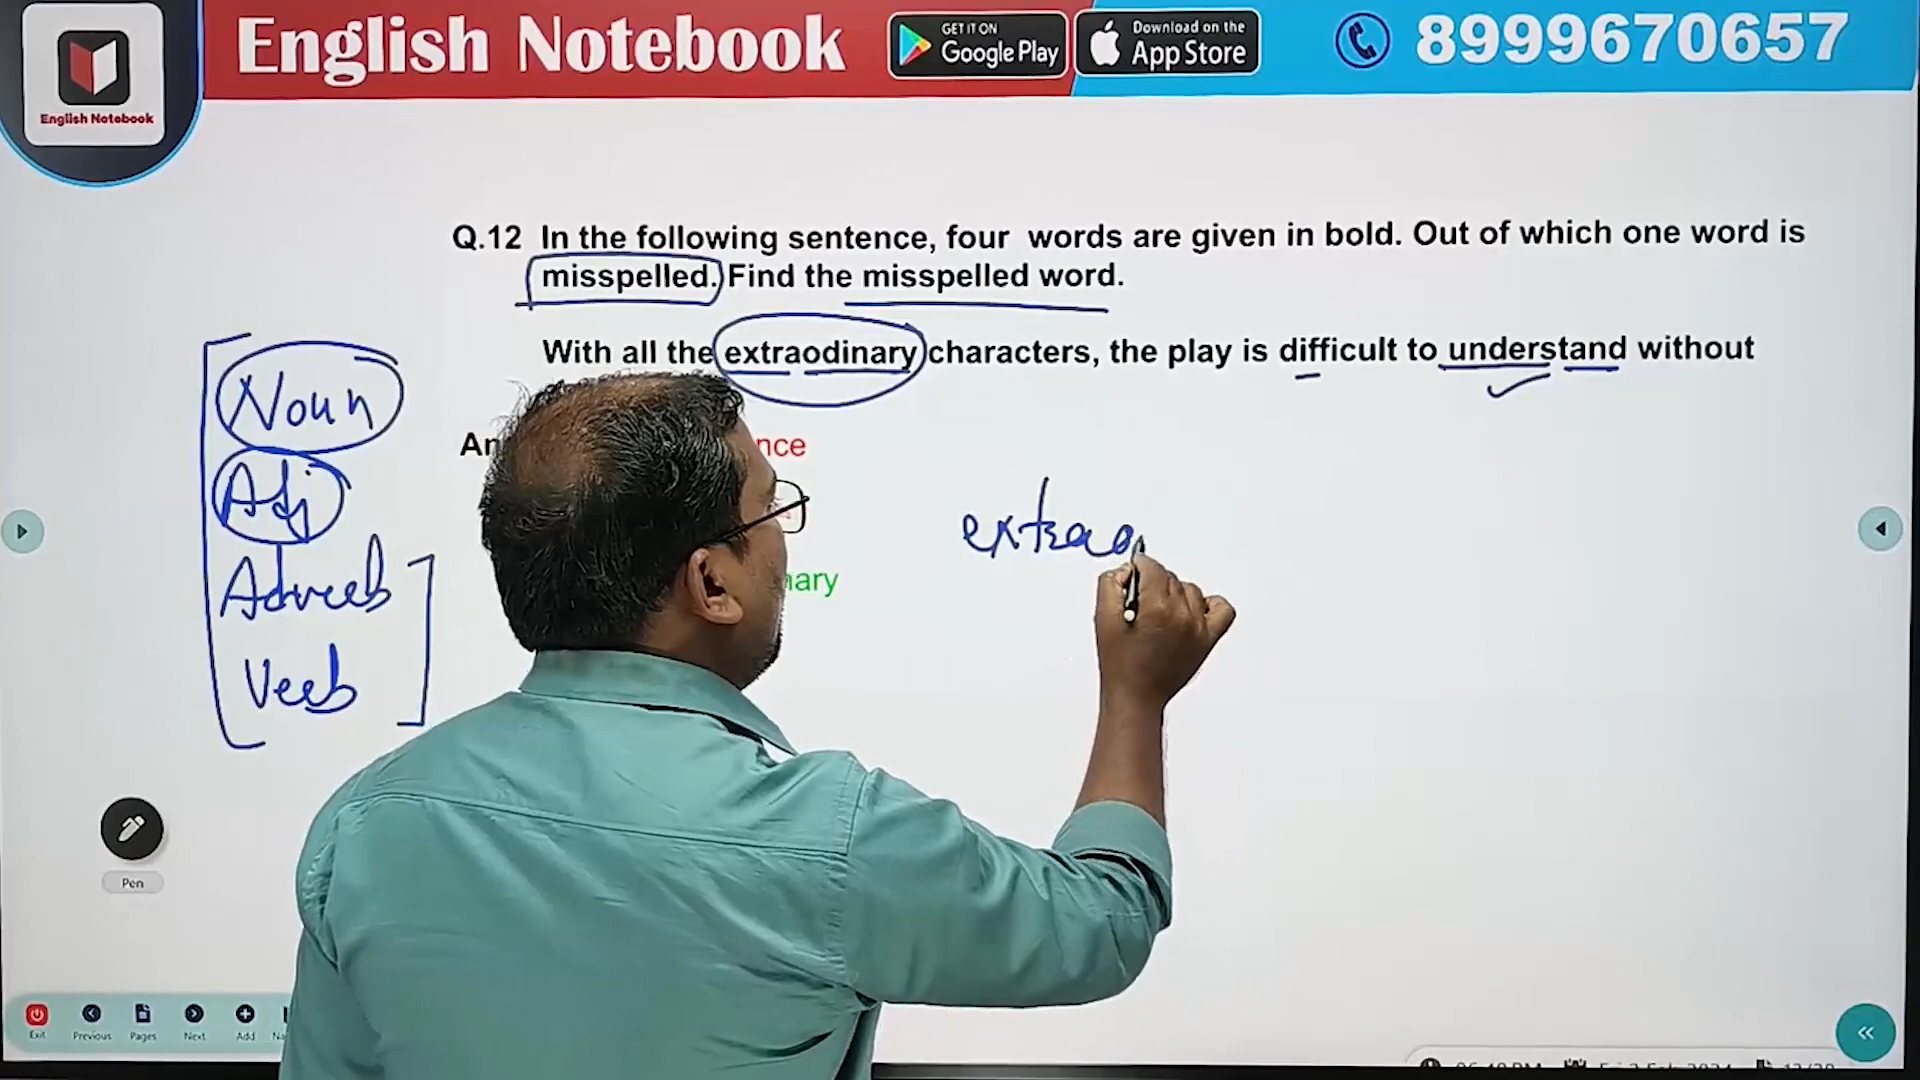 English Notebook
GET IT ON
Google Play
Download on the
App Store
8999670657
English Notebook
Q.12 In the following sentence, four words are given in bold. Out of which one word is
misspelled. Find the misspelled word.
With all the extraodinary characters, the play is difficult to understand without
nce
nary
Noun
Adj
Adverb
Verb
extrao
Pen
Exit
Previous
Pages
Next
Add